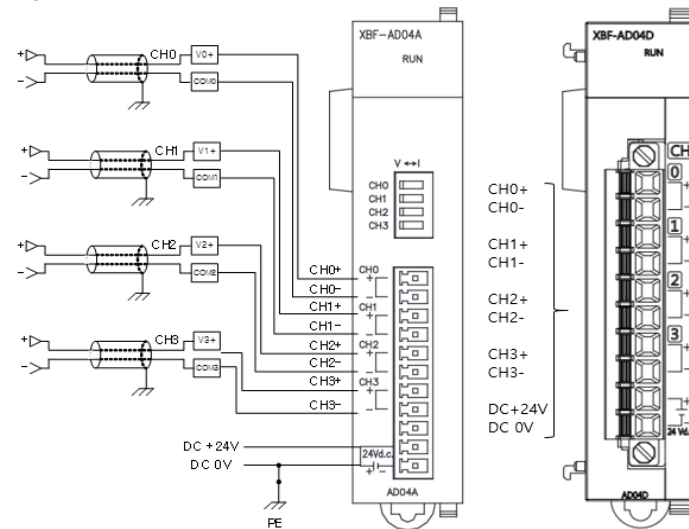 XBF-AD04A
RUN
V ↔ I
CH0
CH1
CH2
CH3
+ CH0 V0+
- COM0
+ CH1 V1+
- COM1
+ CH2 V2+
- COM2
+ CH3 V3+
- COM3
CH0+ CH0
+
CH0- -
CH1+ CH1
+
CH1- -
CH2+ CH2
+
CH2- -
CH3+ CH3
+
CH3- -
DC +24V
DC 0V
24Vd.c.
+ -
PE
AD04A
CH0+
CH0-
CH1+
CH1-
CH2+
CH2-
CH3+
CH3-
DC+24V
DC 0V
XBF-AD04D
RUN
CH
0
+
1
+
2
+
3
+
+
-
AD04D